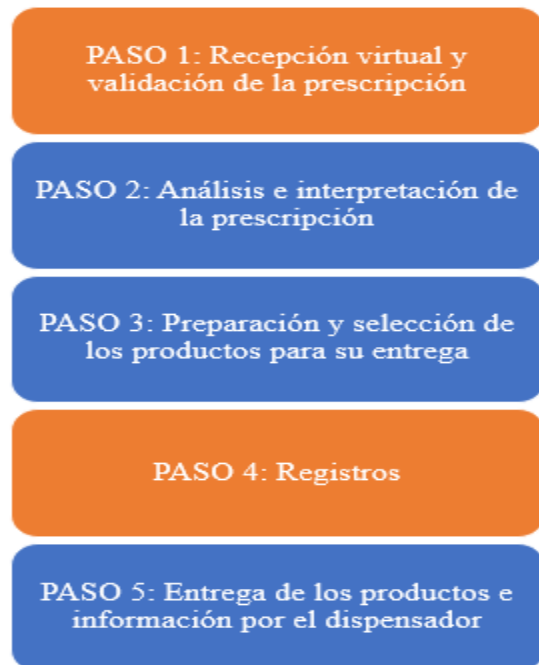 PASO 1: Recepción virtual y
validación de la prescripción
PASO 2: Análisis e interpretación de
la prescripción
PASO 3: Preparación y selección de
los productos para su entrega
PASO 4: Registros
PASO 5: Entrega de los productos e
información por el dispensador